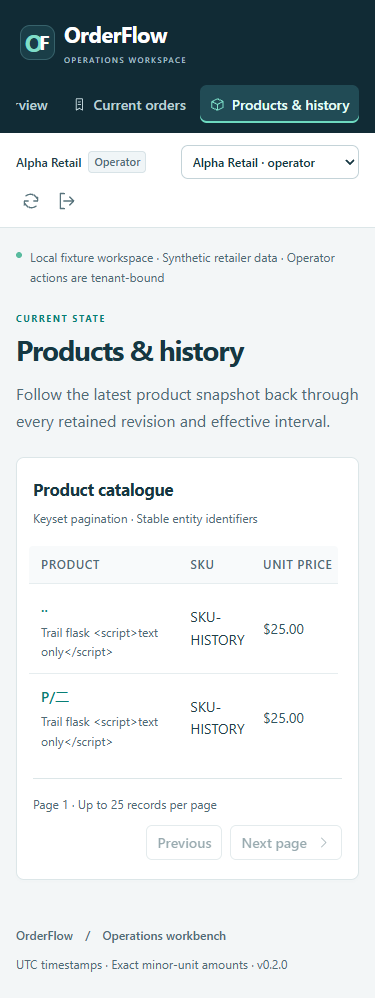 OF OrderFlow
OPERATIONS WORKSPACE
rview Current orders Products & history
Alpha Retail Operator Alpha Retail · operator
Local fixture workspace · Synthetic retailer data · Operator
actions are tenant-bound
CURRENT STATE
Products & history
Follow the latest product snapshot back through
every retained revision and effective interval.
Product catalogue
Keyset pagination · Stable entity identifiers
PRODUCT SKU UNIT PRICE
..
Trail flask <script>text
only</script>
SKU-
HISTORY
$25.00
P/二
Trail flask <script>text
only</script>
SKU-
HISTORY
$25.00
Page 1 · Up to 25 records per page
Previous Next page
OrderFlow / Operations workbench
UTC timestamps · Exact minor-unit amounts · v0.2.0